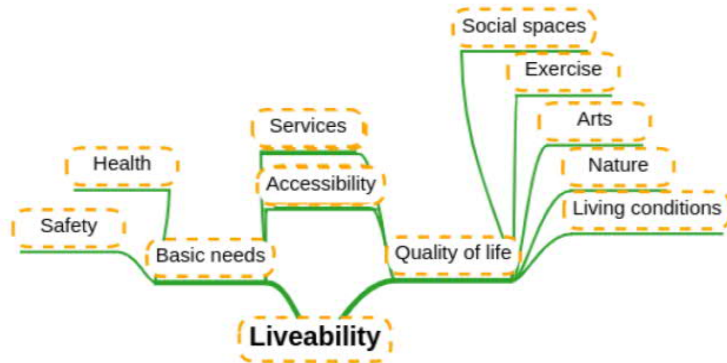 Social spaces
Exercise
Services
Arts
Health
Accessibility
Nature
Living conditions
Safety
Basic needs
Quality of life
Liveability